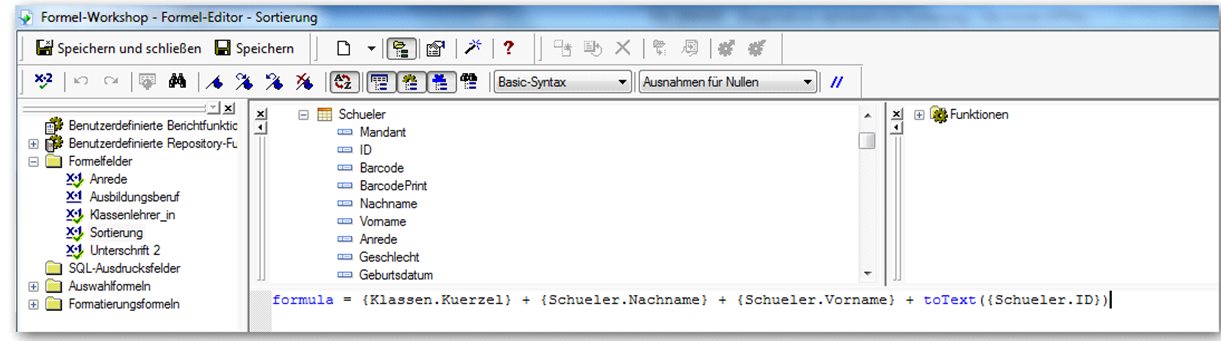 Formel-Workshop - Formel-Editor - Sortierung
Speichern und schließen Speichern
Basic-Syntax Ausnahmen für Nullen //
Benutzerdefinierte Berichtfunktic
Benutzerdefinierte Repository-Fu
Formelfelder
Anrede
Ausbildungsberuf
Klassenlehrer_in
Sortierung
Unterschrift 2
SQL-Ausdrucksfelder
Auswahlformeln
Formatierungsformeln
Schueler
Mandant
ID
Barcode
BarcodePrint
Nachname
Vorname
Anrede
Geschlecht
Geburtsdatum
Funktionen
formula = {Klassen.Kuerzel} + {Schueler.Nachname} + {Schueler.Vorname} + toText({Schueler.ID})